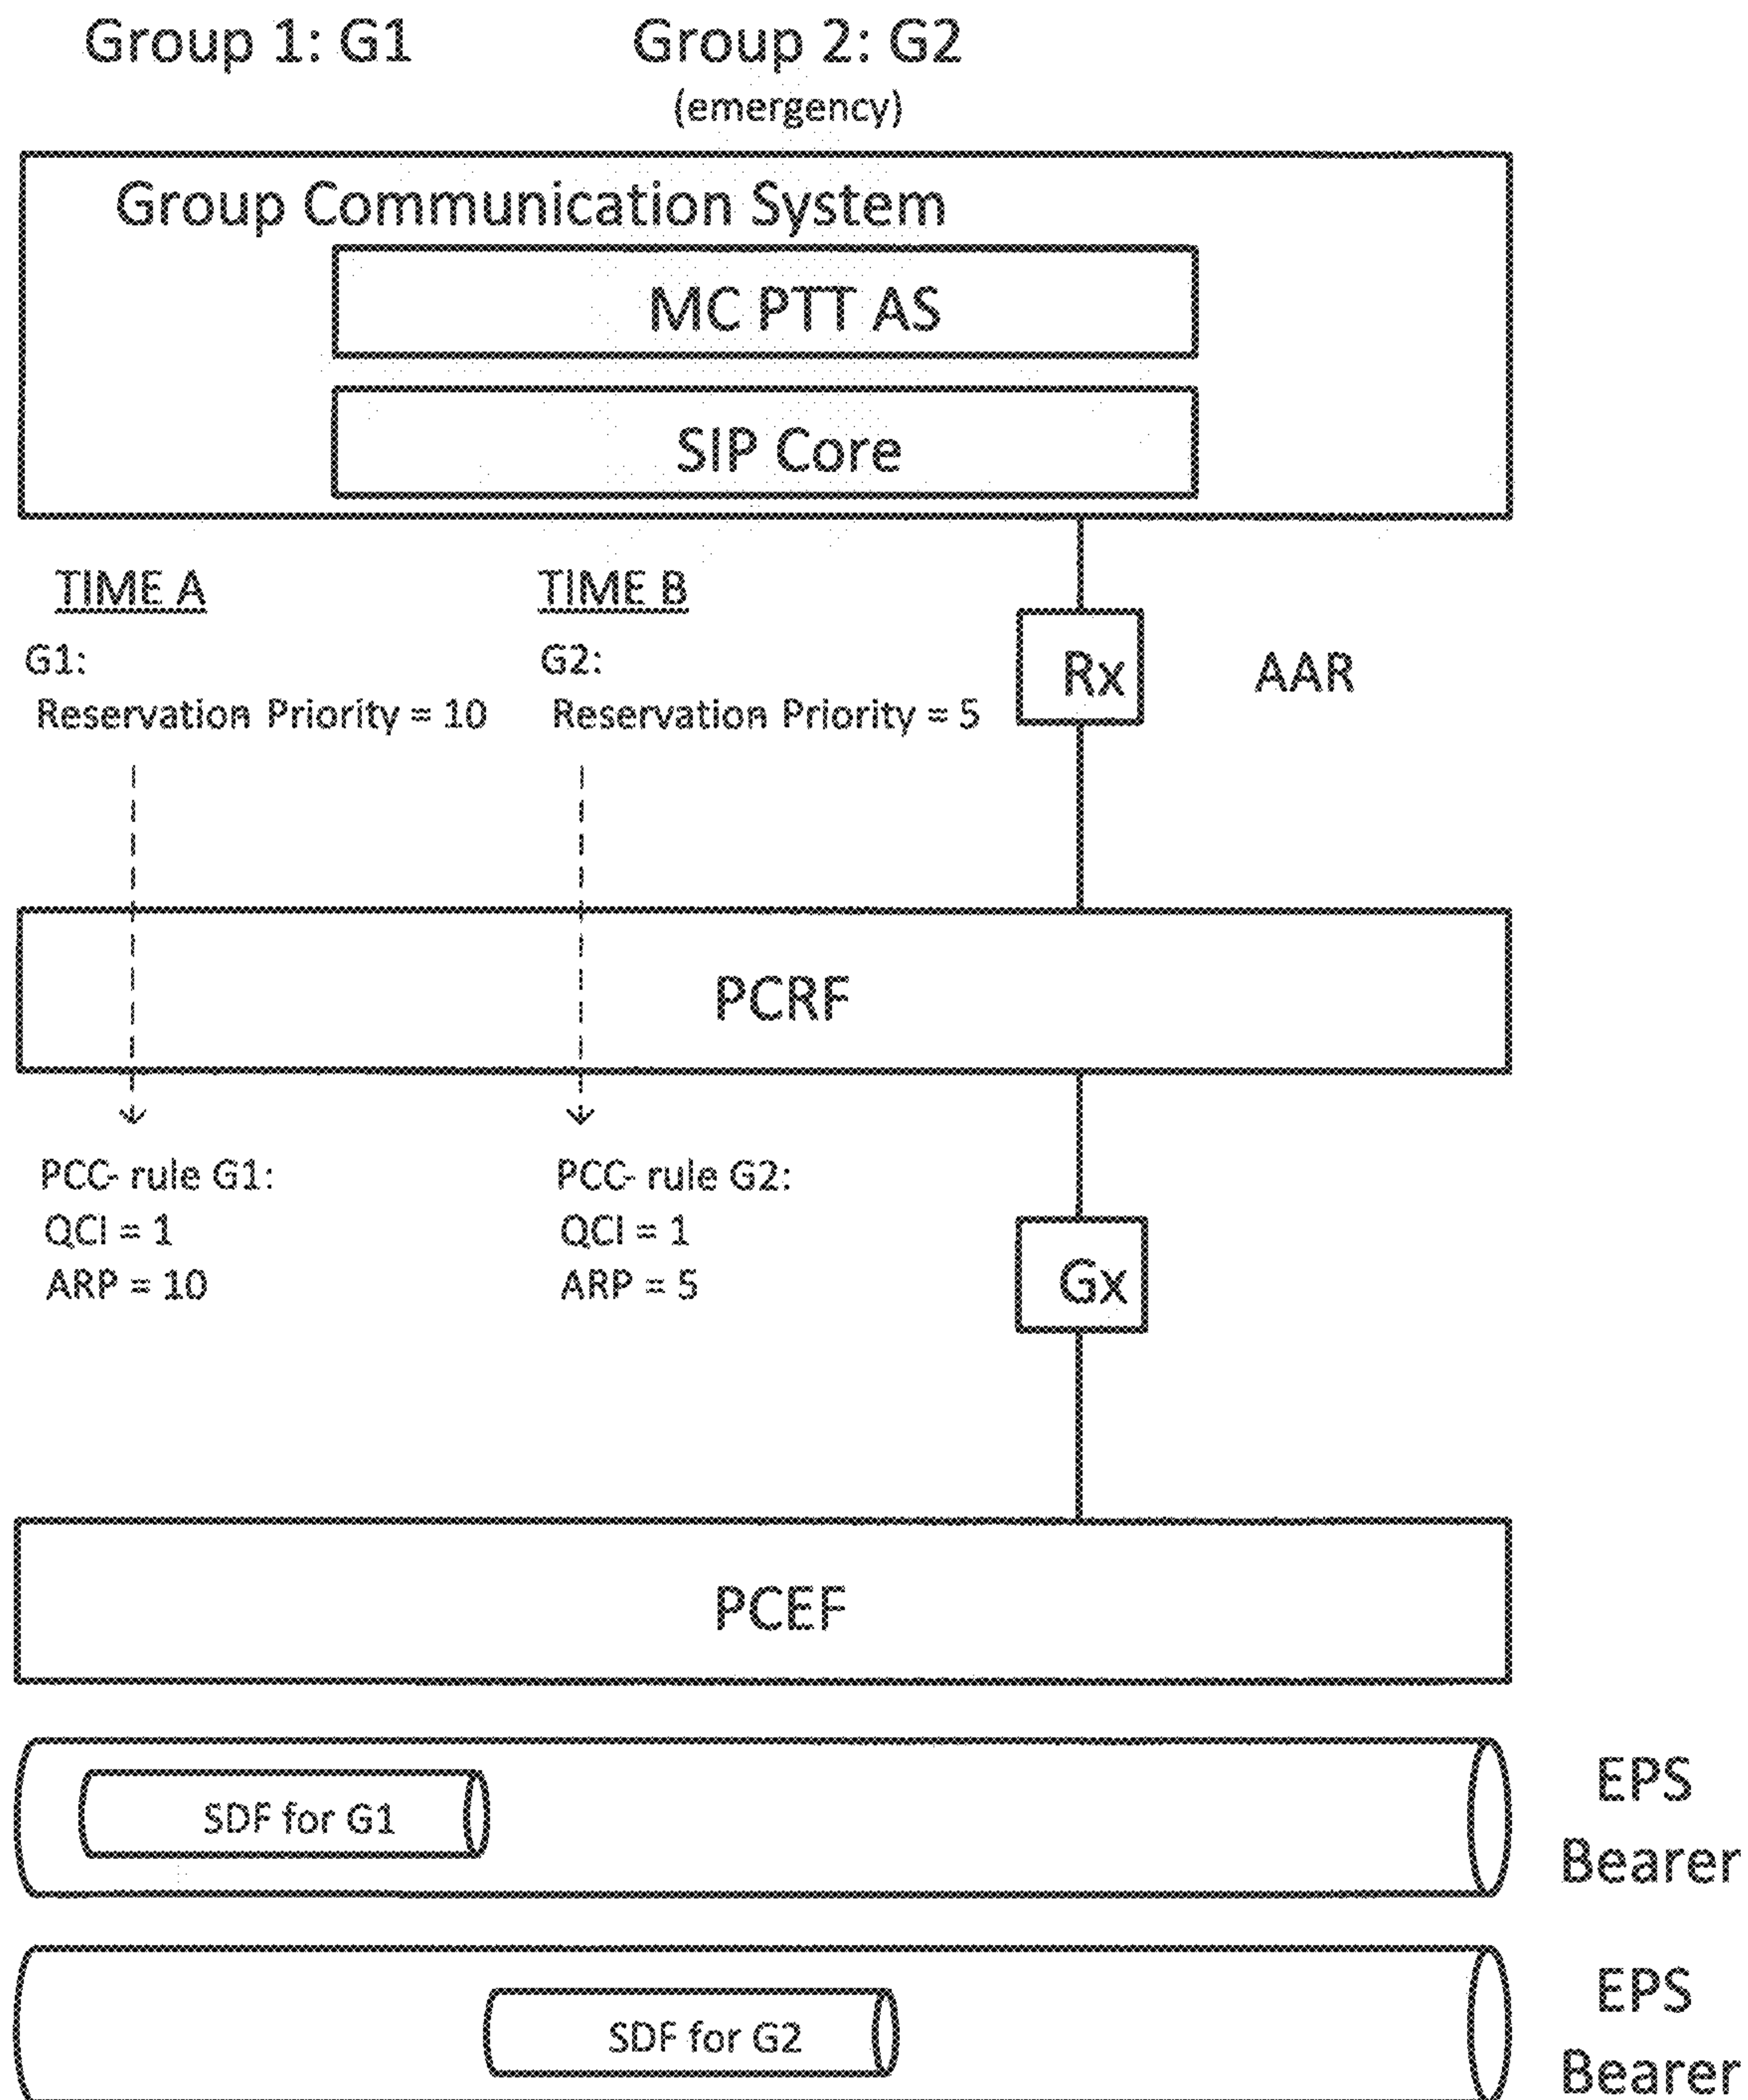 Group 1: G1
Group 2: G2
(emergency)
Group Communication System
MC PTT AS
SIP Core
TIME A
G1:
Reservation Priority = 10
TIME B
G2:
Reservation Priority = 5
Rx
AAR
PCRF
PCC- rule G1:
QCI = 1
ARP = 10
PCC- rule G2:
QCI = 1
ARP = 5
Gx
PCEF
SDF for G1
EPS
Bearer
SDF for G2
EPS
Bearer